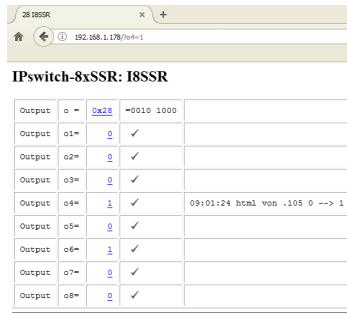 28 I8SSR × +
192.168.1.178/?o4=1
IPswitch-8xSSR: I8SSR
Output o = 0x28 =0010 1000
Output o1= 0 ✓
Output o2= 0 ✓
Output o3= 0 ✓
Output o4= 1 ✓ 09:01:24 html von .105 0 --> 1
Output o5= 0 ✓
Output o6= 1 ✓
Output o7= 0 ✓
Output o8= 0 ✓